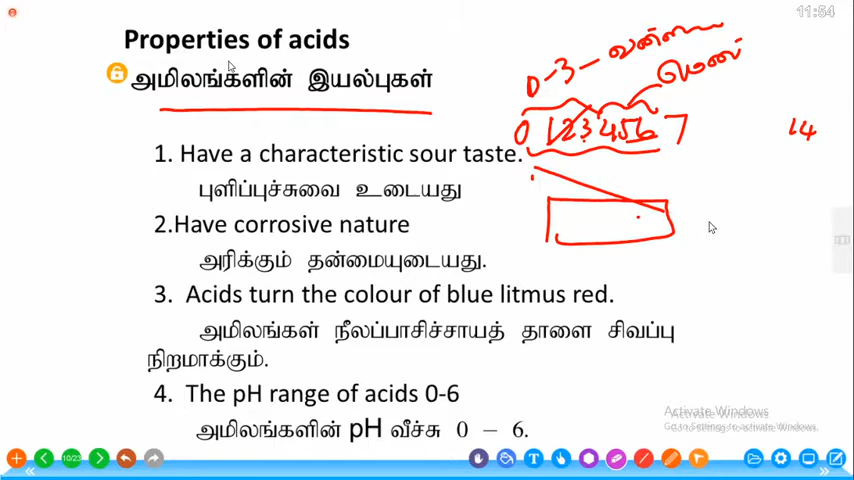 11:54
Properties of acids
அமிலங்களின் இயல்புகள்
0-3 - வன்
மென்
0 1 2 3 4 5 6 7 14
1. Have a characteristic sour taste.
புளிப்புச்சுவை உடையது
2.Have corrosive nature
அரிக்கும் தன்மையுடையது.
3. Acids turn the colour of blue litmus red.
அமிலங்கள் நீலப்பாசிச்சாயத் தாளை சிவப்பு
நிறமாக்கும்.
4. The pH range of acids 0-6
அமிலங்களின் pH வீச்சு 0 – 6.
Activate Windows
Go to Settings to activate Windows.
10/23